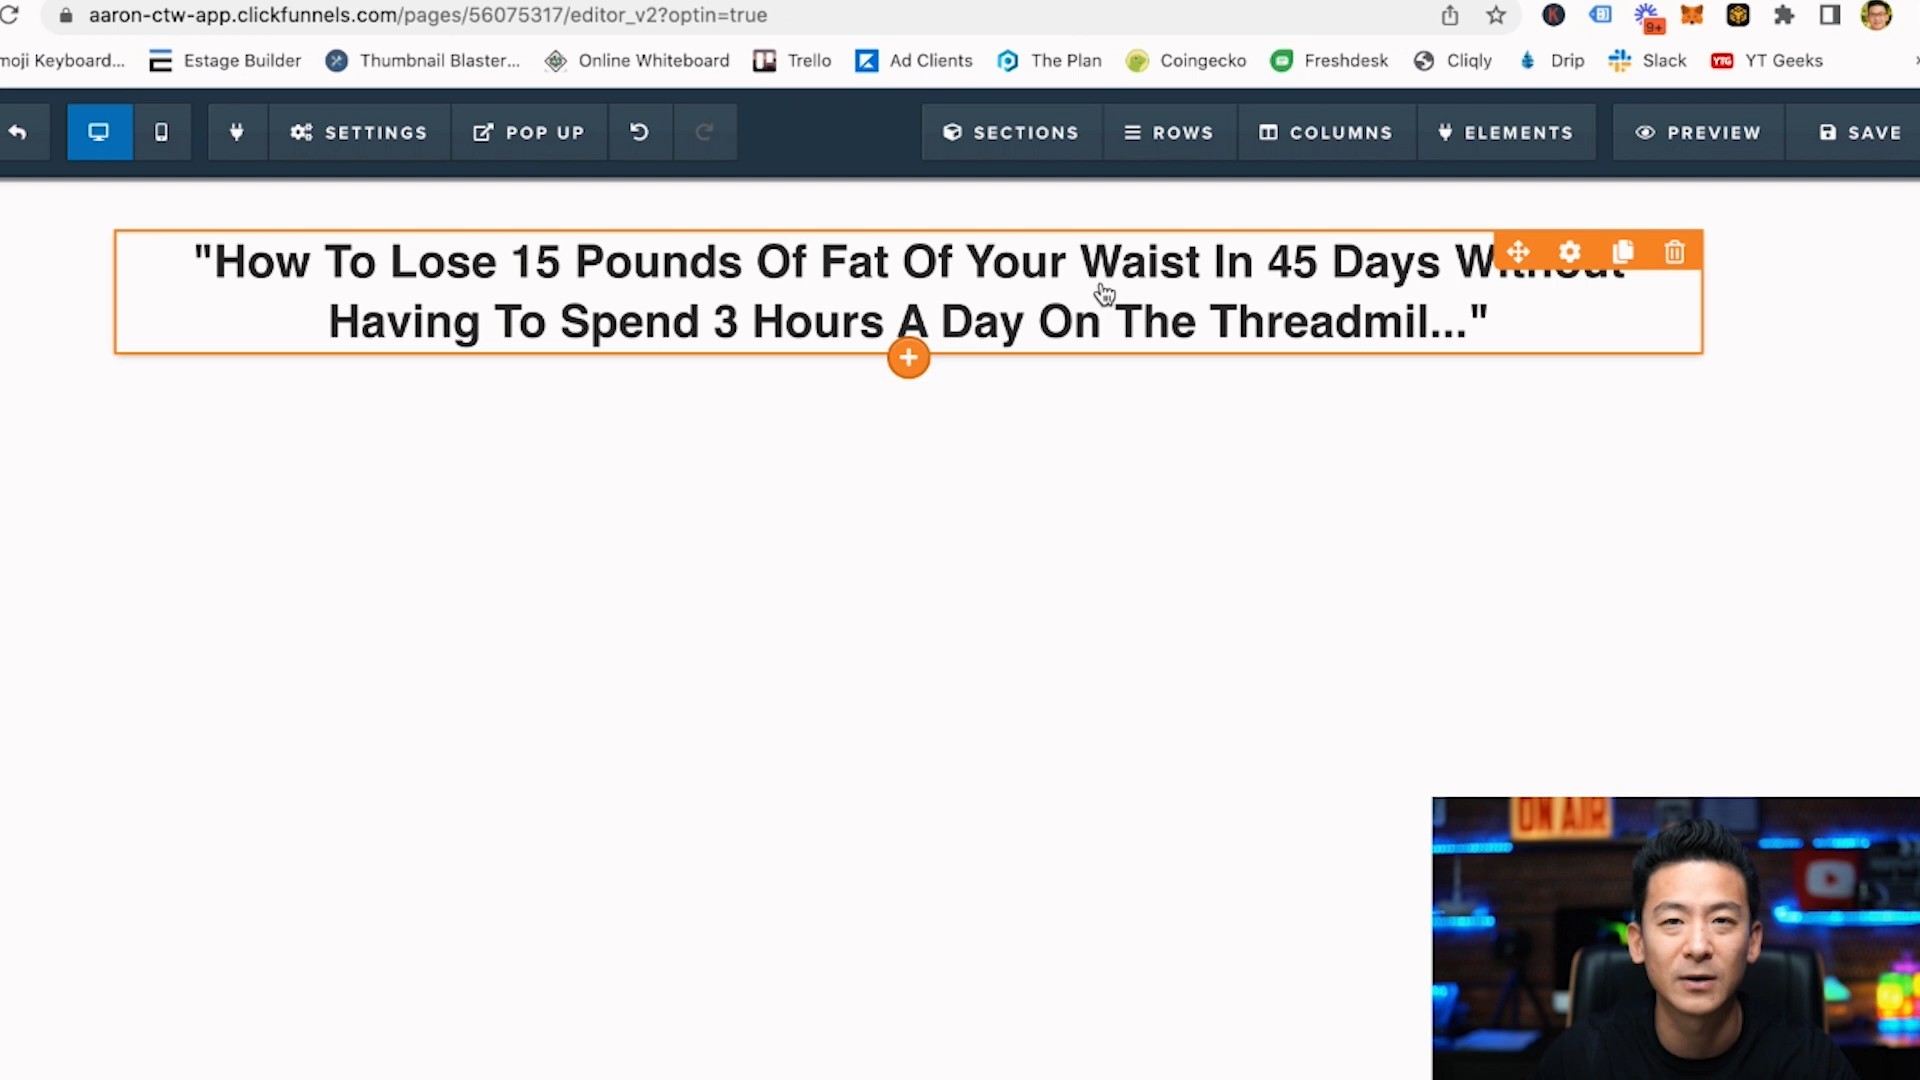 aaron-ctw-app.clickfunnels.com/pages/56075317/editor_v2?optin=true
9+
moji Keyboard... Estage Builder Thumbnail Blaster... Online Whiteboard Trello Ad Clients The Plan Coingecko Freshdesk Cliqly Drip Slack YTG YT Geeks
SETTINGS POP UP SECTIONS ROWS COLUMNS ELEMENTS PREVIEW SAVE
"How To Lose 15 Pounds Of Fat Of Your Waist In 45 Days Without
Having To Spend 3 Hours A Day On The Threadmil..."
ON AIR